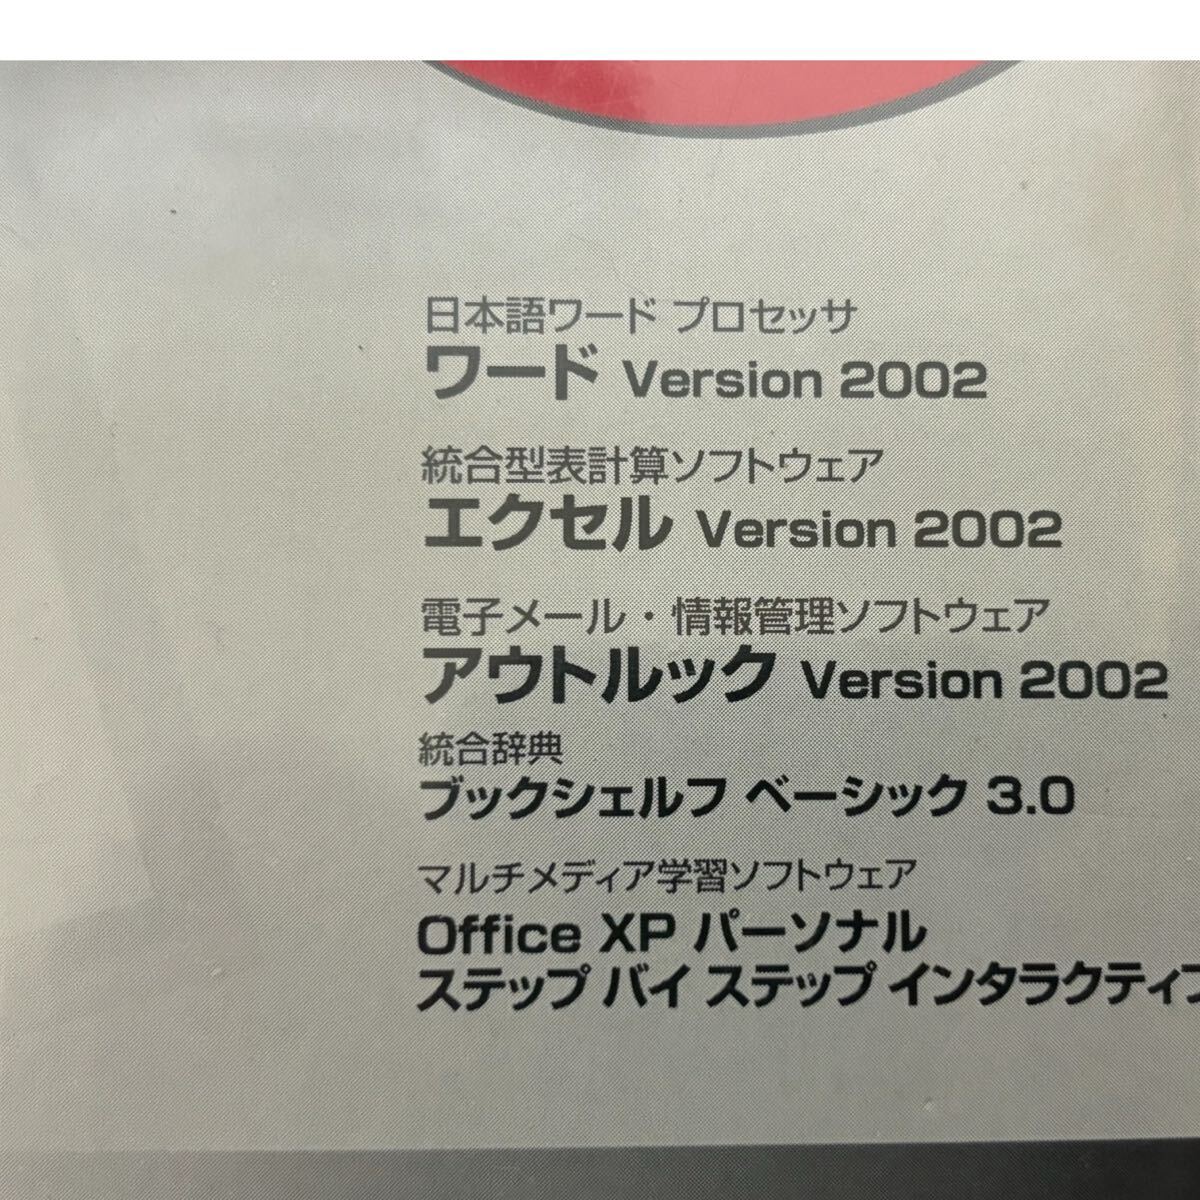 日本語ワード プロセッサ
ワード Version 2002
統合型表計算ソフトウェア
エクセル Version 2002
電子メール・情報管理ソフトウェア
アウトルック Version 2002
統合辞典
ブックシェルフ ベーシック 3.0
マルチメディア学習ソフトウェア
Office XP パーソナル
ステップ バイ ステップ インタラクティブ